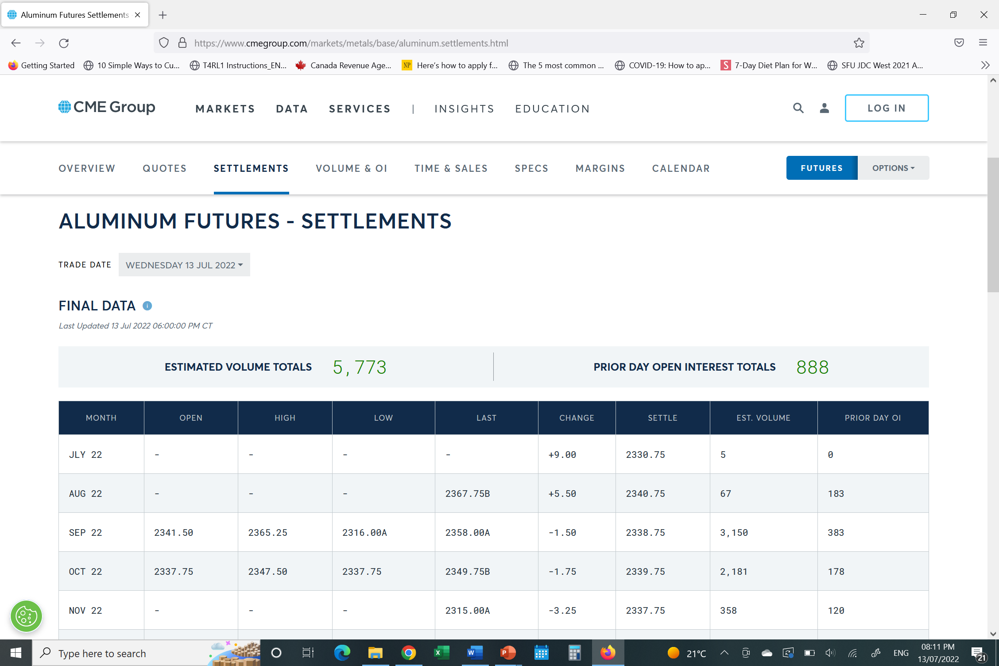 Aluminum Futures Settlements
https://www.cmegroup.com/markets/metals/base/aluminum.settlements.html
Getting Started 10 Simple Ways to Cu... T4RL1 Instructions_EN... Canada Revenue Age... NP Here's how to apply f... The 5 most common ... COVID-19: How to ap... S 7-Day Diet Plan for W... SFU JDC West 2021 A...
CME Group MARKETS DATA SERVICES | INSIGHTS EDUCATION LOG IN
OVERVIEW QUOTES SETTLEMENTS VOLUME & OI TIME & SALES SPECS MARGINS CALENDAR FUTURES OPTIONS
ALUMINUM FUTURES - SETTLEMENTS
TRADE DATE WEDNESDAY 13 JUL 2022
FINAL DATA i
Last Updated 13 Jul 2022 06:00:00 PM CT
ESTIMATED VOLUME TOTALS 5,773 PRIOR DAY OPEN INTEREST TOTALS 888
MONTH OPEN HIGH LOW LAST CHANGE SETTLE EST. VOLUME PRIOR DAY OI
JLY 22 - - - - +9.00 2330.75 5 0
AUG 22 - - - 2367.75B +5.50 2340.75 67 183
SEP 22 2341.50 2365.25 2316.00A 2358.00A -1.50 2338.75 3,150 383
OCT 22 2337.75 2347.50 2337.75 2349.75B -1.75 2339.75 2,181 178
NOV 22 - - - 2315.00A -3.25 2337.75 358 120
Type here to search X W P 21°C ENG 08:11 PM
13/07/2022 21